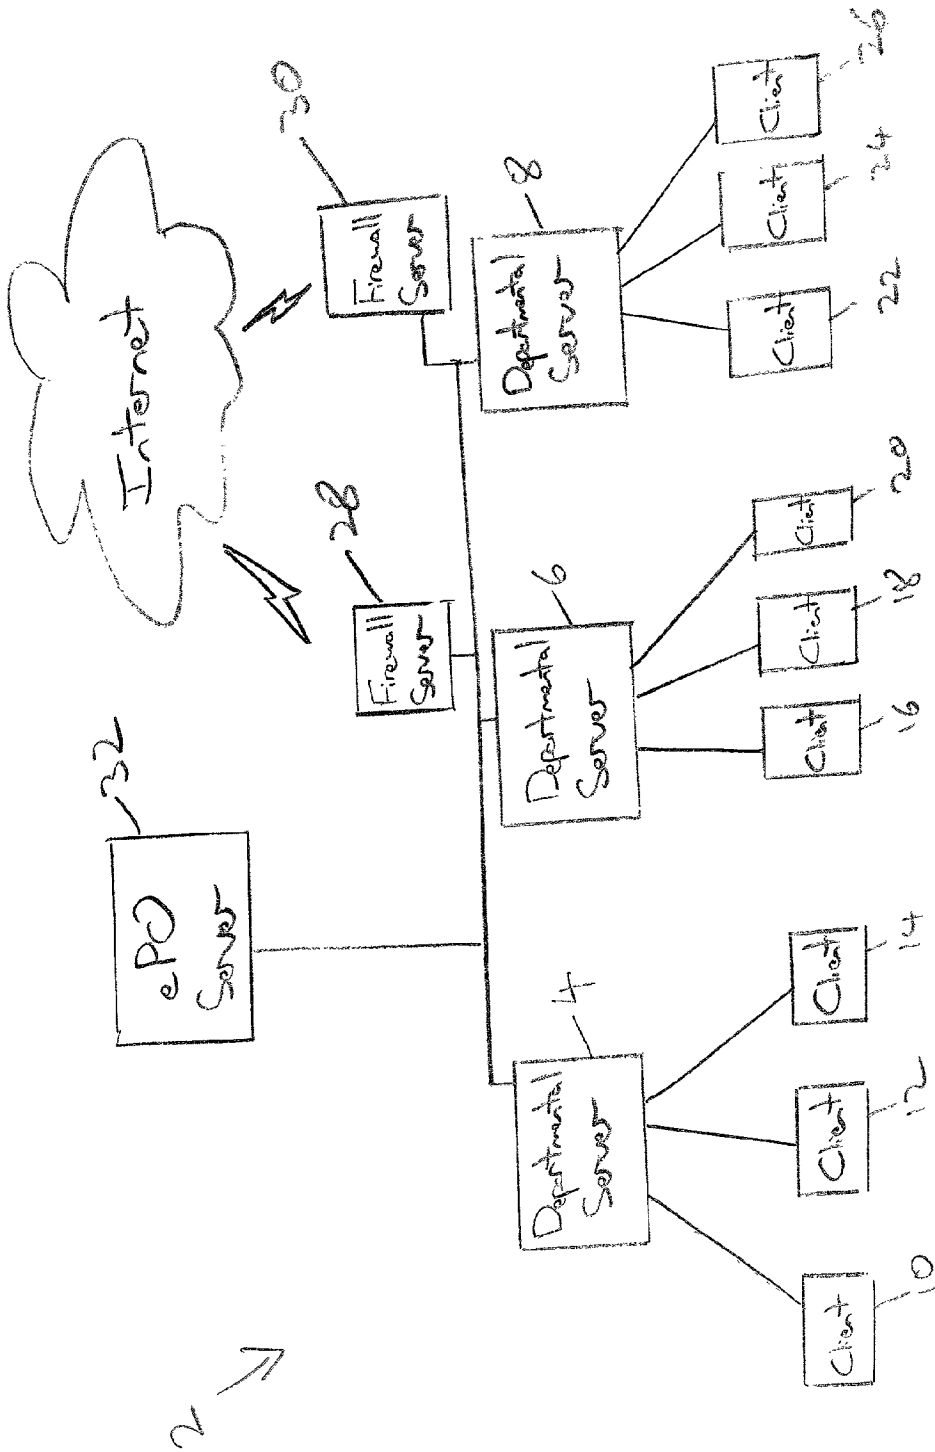 2
ePO
Server
32
Internet
Firewall
Server
28
Firewall
Server
30
Departmental
Server
4
Departmental
Server
6
Departmental
Server
8
Client
10
Client
12
Client
14
Client
16
Client
18
Client
20
Client
22
Client
24
Client
26